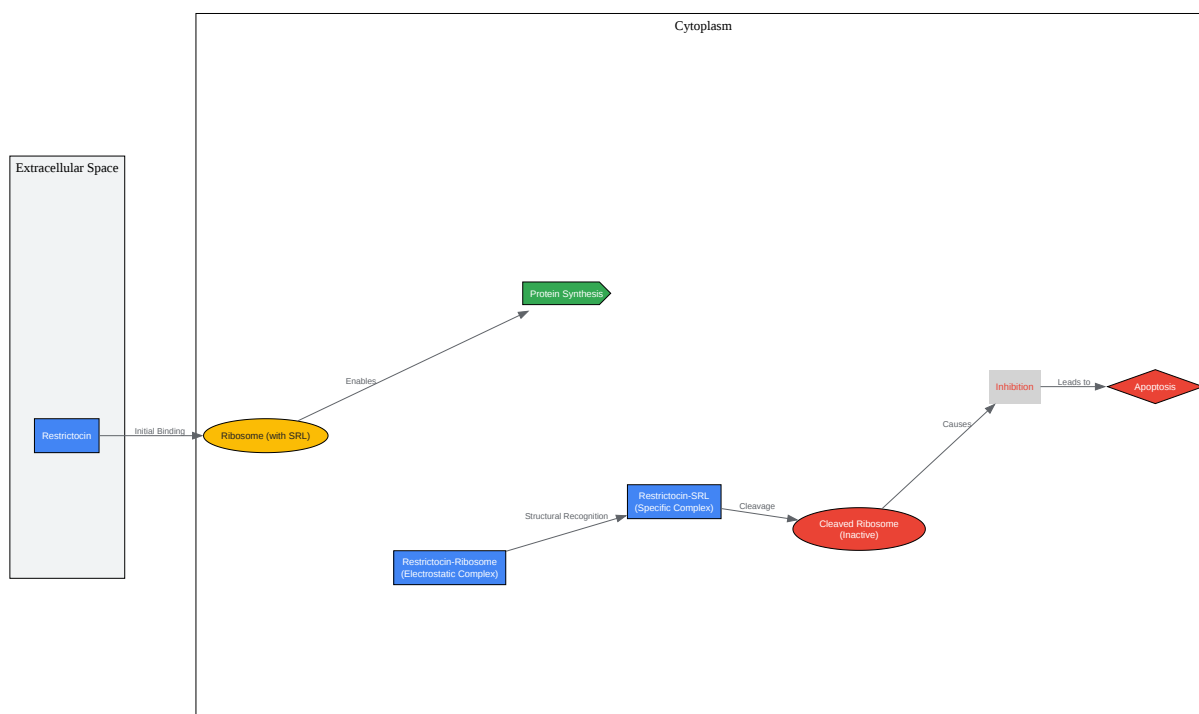 Cytoplasm
Extracellular Space
Protein Synthesis
Enables
Inhibition
Leads to
Apoptosis
Restrictocin
Initial Binding
Ribosome (with SRL)
Causes
Restrictocin-SRL
(Specific Complex)
Cleavage
Structural Recognition
Cleaved Ribosome
(Inactive)
Restrictocin-Ribosome
(Electrostatic Complex)